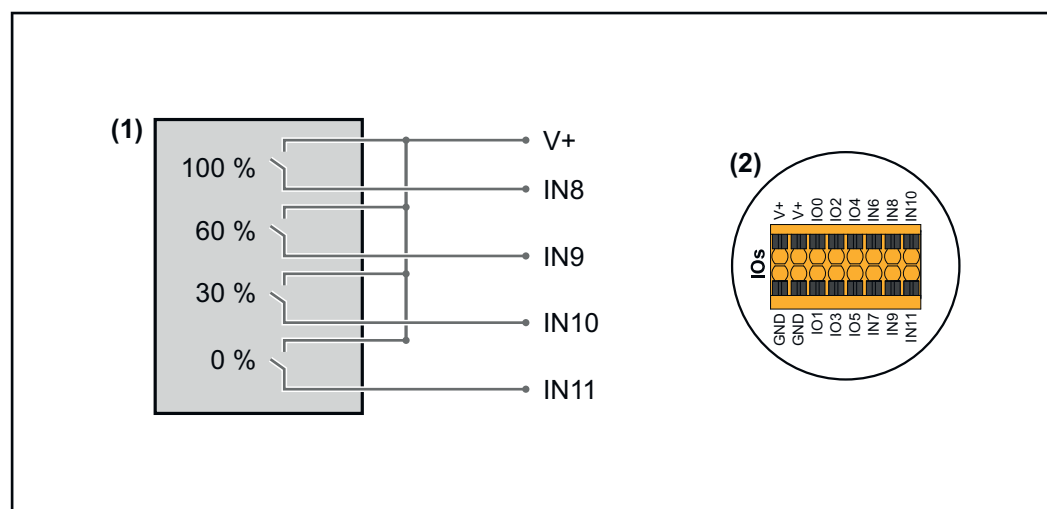 (1)
100 %
60 %
30 %
0 %
V+
IN8
IN9
IN10
IN11
(2)
V+ V+ IO0 IO2 IO4 IN6 IN8 IN10
IOs
GND GND IO1 IO3 IO5 IN7 IN9 IN11